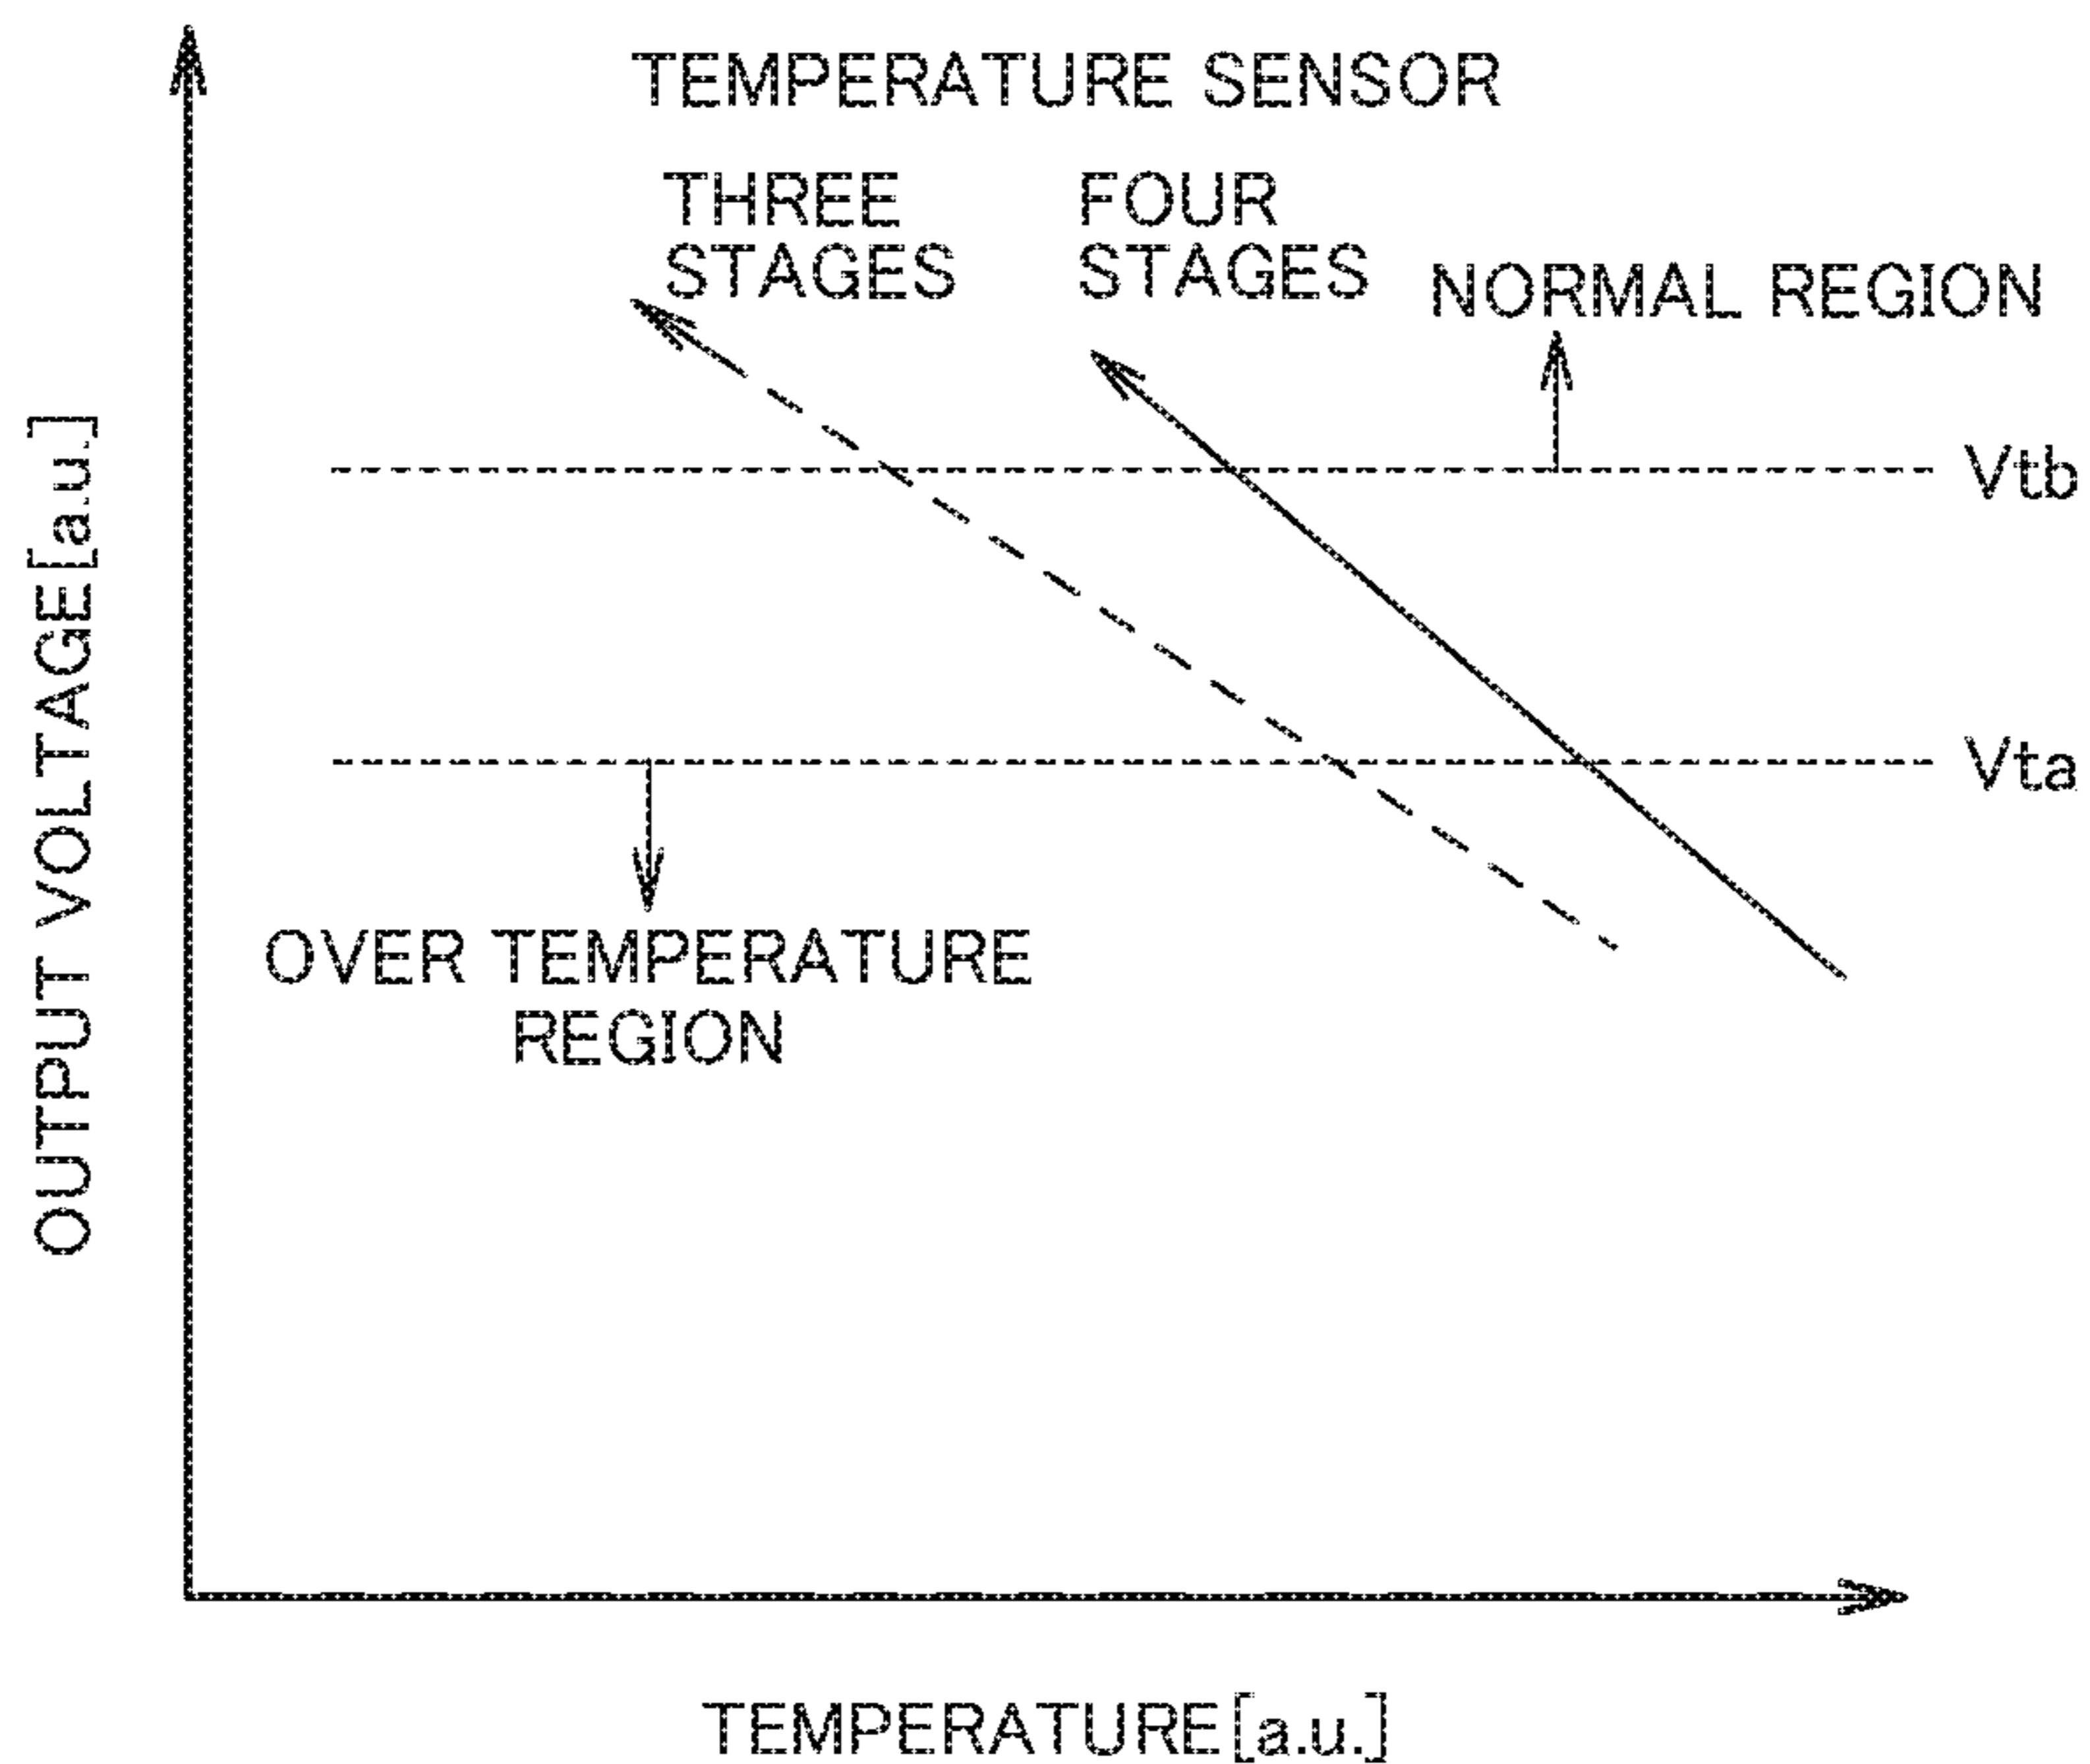 TEMPERATURE SENSOR
THREE
STAGES
FOUR
STAGES
NORMAL REGION
Vtb
Vta
OVER TEMPERATURE
REGION
OUTPUT VOLTAGE[a.u.]
TEMPERATURE[a.u.]